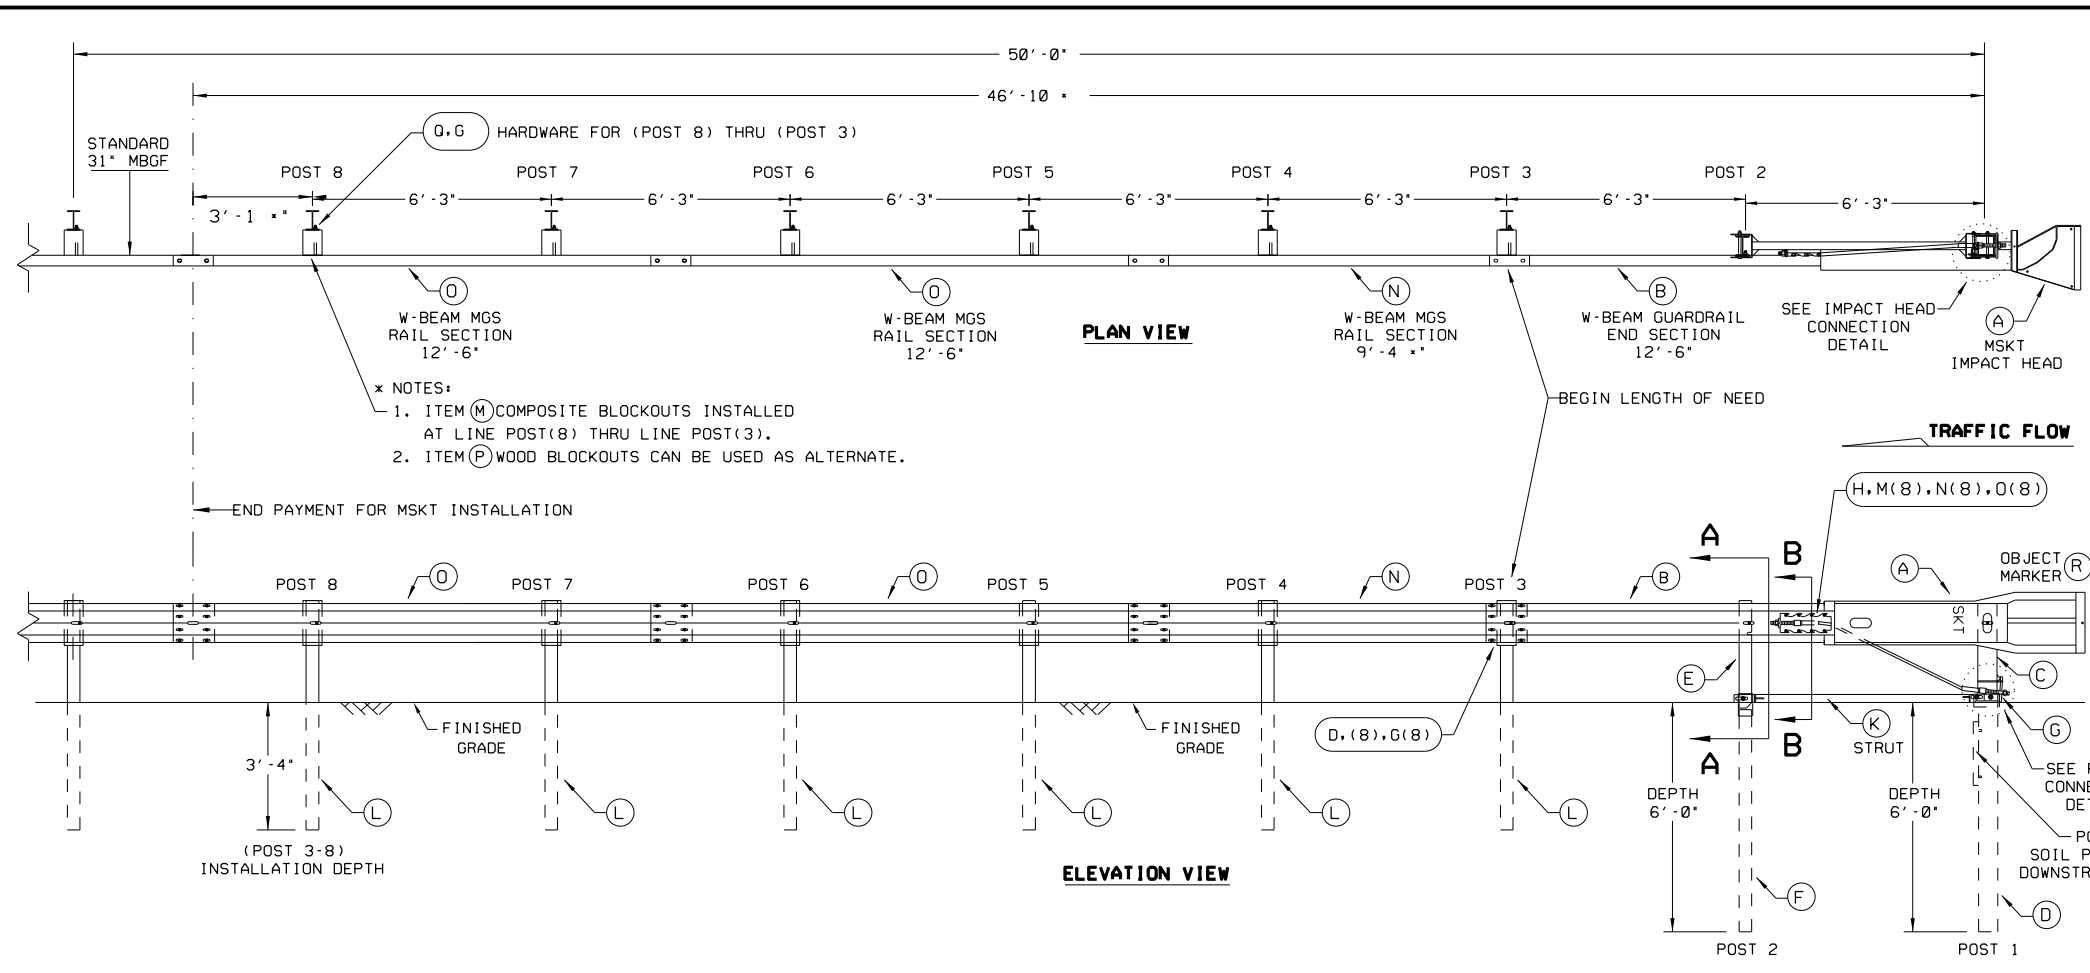 50'-0"
46'-10 *
STANDARD
31" MBGF
Q,G HARDWARE FOR (POST 8) THRU (POST 3)
POST 8 POST 7 POST 6 POST 5 POST 4 POST 3 POST 2
3'-1 *" 6'-3" 6'-3" 6'-3" 6'-3" 6'-3" 6'-3" 6'-3"
O
W-BEAM MGS
RAIL SECTION
12'-6"
O
W-BEAM MGS
RAIL SECTION
12'-6"
PLAN VIEW
N
W-BEAM MGS
RAIL SECTION
9'-4 *"
B
W-BEAM GUARDRAIL
END SECTION
12'-6"
SEE IMPACT HEAD
CONNECTION
DETAIL
A
MSKT
IMPACT HEAD
* NOTES:
1. ITEM M COMPOSITE BLOCKOUTS INSTALLED
AT LINE POST(8) THRU LINE POST(3).
2. ITEM P WOOD BLOCKOUTS CAN BE USED AS ALTERNATE.
BEGIN LENGTH OF NEED
TRAFFIC FLOW
END PAYMENT FOR MSKT INSTALLATION
H,M(8),N(8),O(8)
A B
POST 8 O POST 7 POST 6 O POST 5 POST 4 N POST 3 B
A
OBJECT
MARKER R
SKT
E
C
FINISHED
GRADE
FINISHED
GRADE
D,(8),G(8)
K
STRUT
G
A B
3'-4"
L L L L L L
DEPTH
6'-0"
DEPTH
6'-0"
SEE
CONNE
DET
(POST 3-8)
INSTALLATION DEPTH
PO
SOIL P
DOWNSTR
ELEVATION VIEW
F
D
POST 2 POST 1